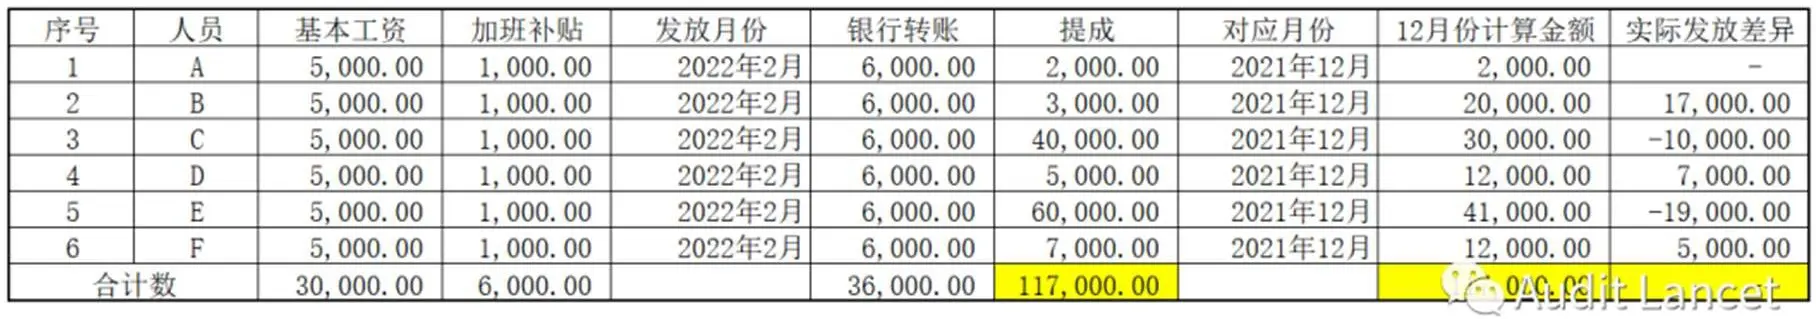 序号 人员 基本工资 加班补贴 发放月份 银行转账 提成 对应月份 12月份计算金额 实际发放差异
1 A 5,000.00 1,000.00 2022年2月 6,000.00 2,000.00 2021年12月 2,000.00 -
2 B 5,000.00 1,000.00 2022年2月 6,000.00 3,000.00 2021年12月 20,000.00 17,000.00
3 C 5,000.00 1,000.00 2022年2月 6,000.00 40,000.00 2021年12月 30,000.00 -10,000.00
4 D 5,000.00 1,000.00 2022年2月 6,000.00 5,000.00 2021年12月 12,000.00 7,000.00
5 E 5,000.00 1,000.00 2022年2月 6,000.00 60,000.00 2021年12月 41,000.00 -19,000.00
6 F 5,000.00 1,000.00 2022年2月 6,000.00 7,000.00 2021年12月 12,000.00 5,000.00
合计数 30,000.00 6,000.00 36,000.00 117,000.00
Audit Lancet